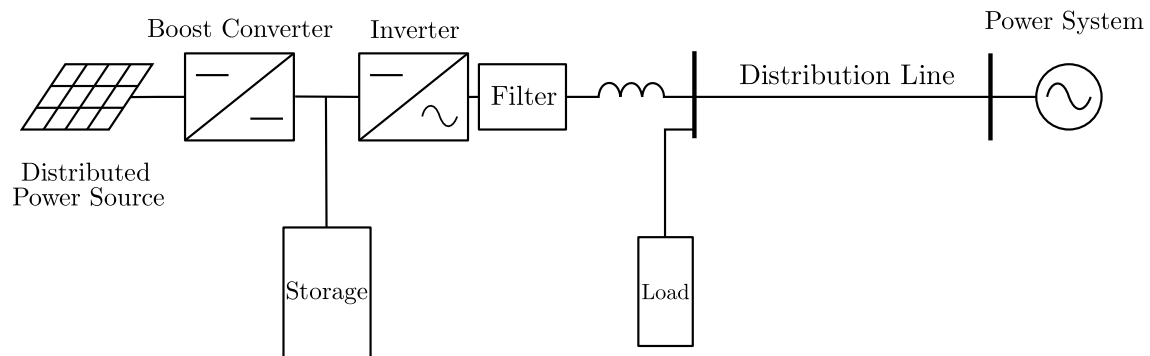 Power System
Boost Converter
Inverter
Distribution Line
Filter
Distributed
Power Source
Storage
Load